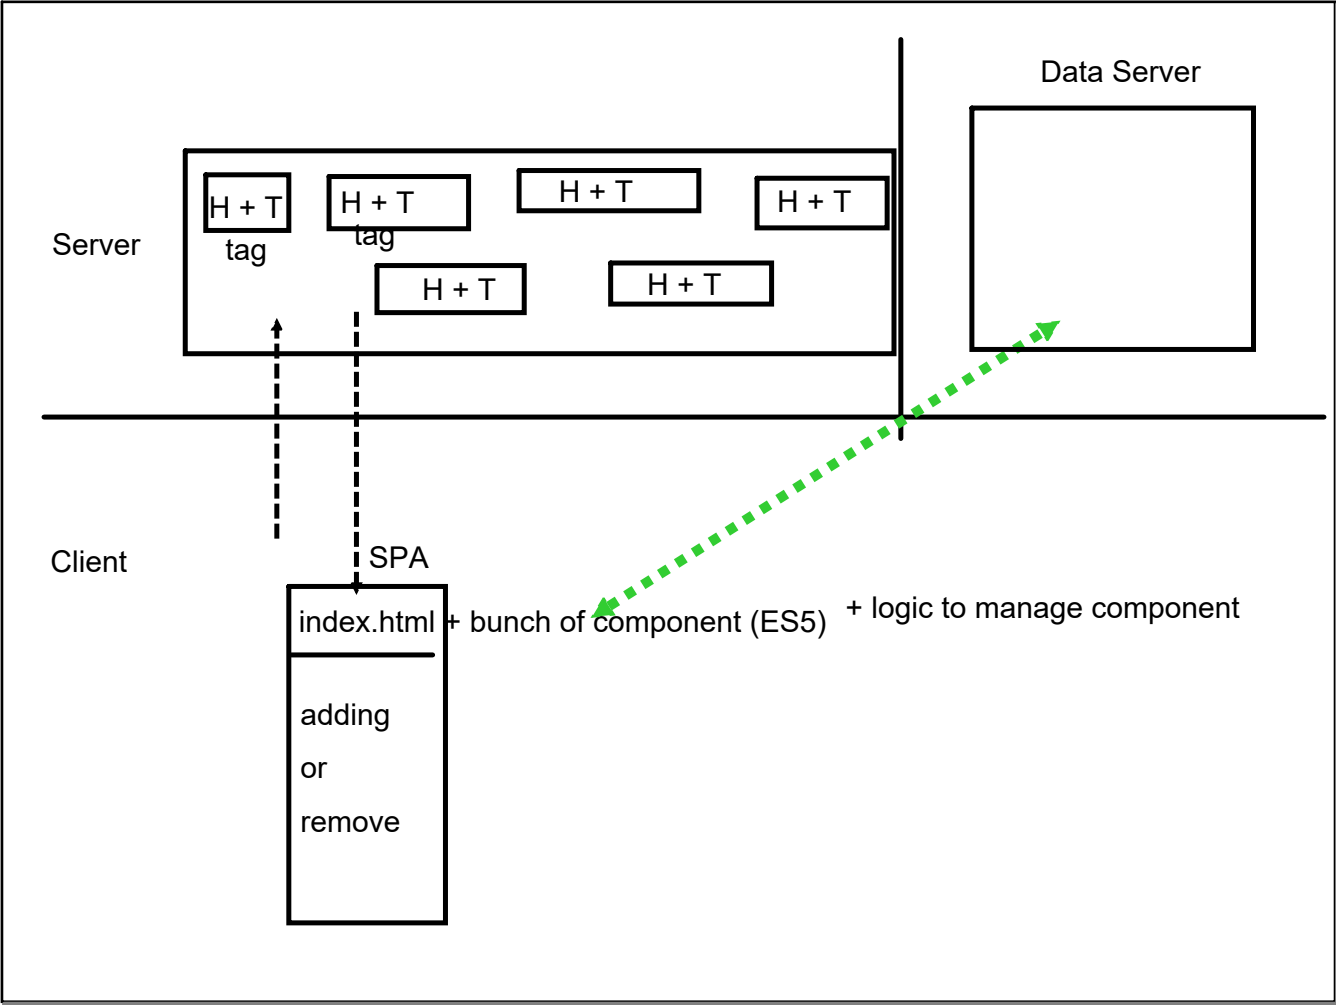 Data Server
H + T
tag
H + T
tag
H + T
H + T
Server
H + T
H + T
Client
SPA
index.html + bunch of component (ES5)
+ logic to manage component
adding
or
remove